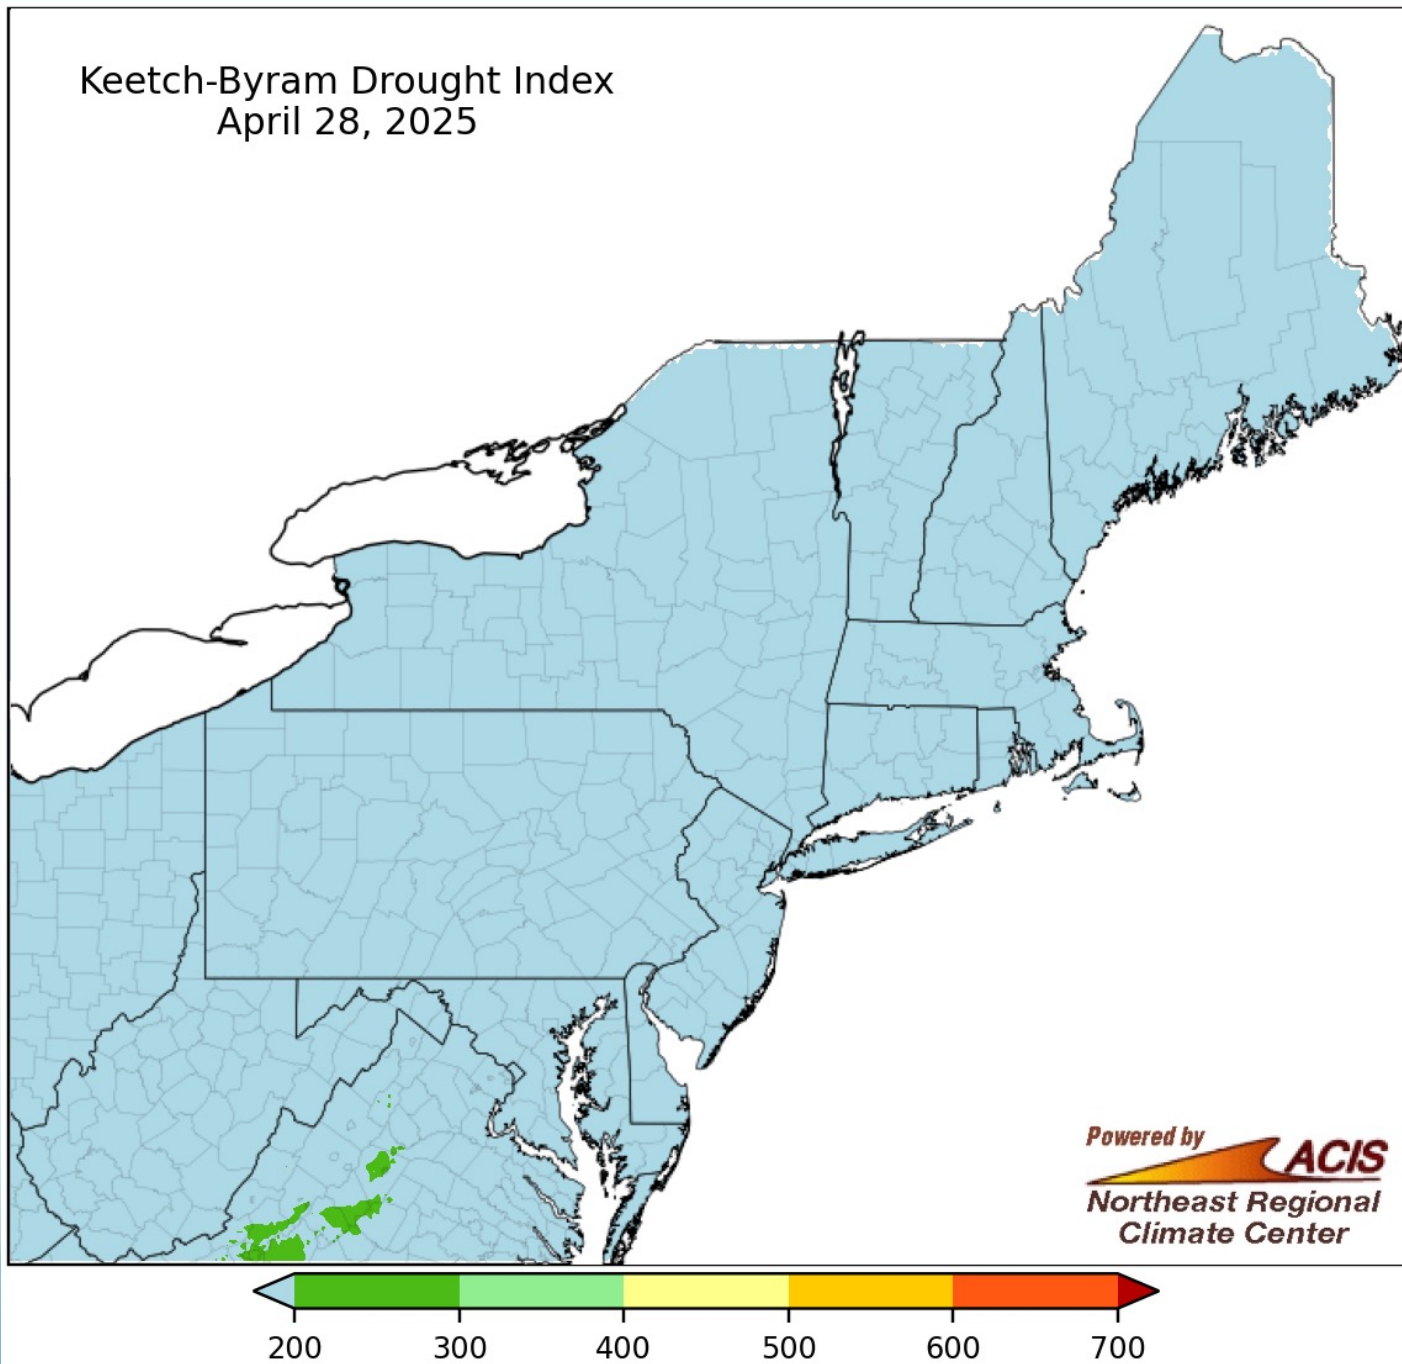 Keetch-Byram Drought Index
April 28, 2025
Powered by
ACIS
Northeast Regional
Climate Center
200 300 400 500 600 700